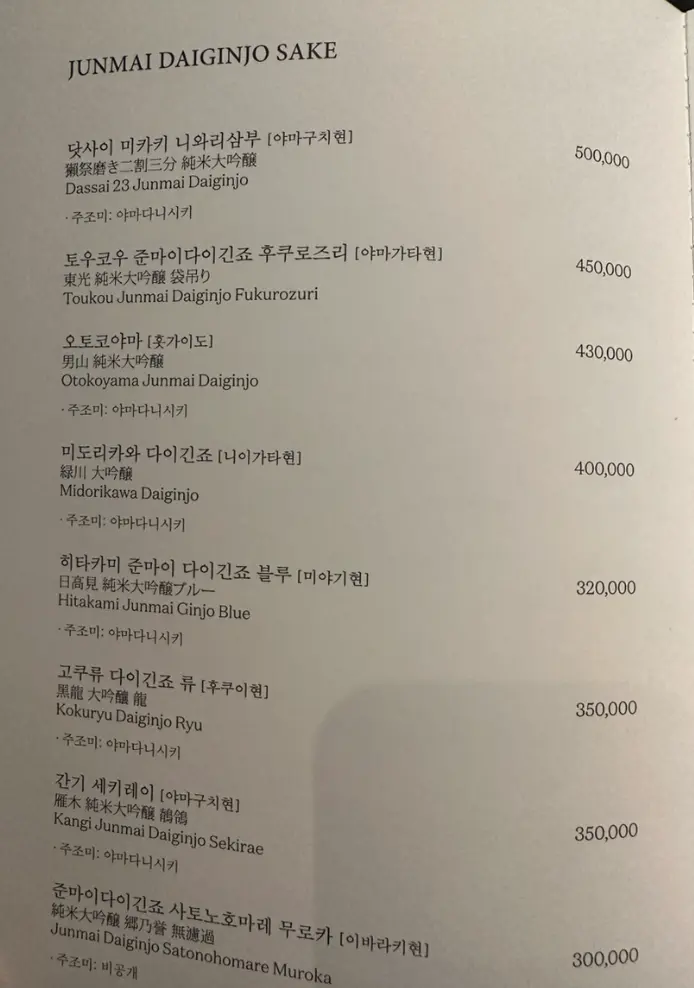 JUNMAI DAIGINJO SAKE
닷사이 미카키 니와리삼부 [야마구치현] 500,000
獺祭磨き二割三分 純米大吟醸
Dassai 23 Junmai Daiginjo
· 주조미: 야마다니시키
토우코우 준마이다이긴죠 후쿠로즈리 [야마가타현] 450,000
東光 純米大吟醸 袋吊り
Toukou Junmai Daiginjo Fukurozuri
오토코야마 [홋가이도] 430,000
男山 純米大吟醸
Otokoyama Junmai Daiginjo
· 주조미: 야마다니시키
미도리카와 다이긴죠 [니이가타현] 400,000
緑川 大吟醸
Midorikawa Daiginjo
· 주조미: 야마다니시키
히타카미 준마이 다이긴죠 블루 [미야기현] 320,000
日高見 純米大吟醸ブルー
Hitakami Junmai Ginjo Blue
· 주조미: 야마다니시키
고쿠류 다이긴죠 류 [후쿠이현] 350,000
黒龍 大吟醸 龍
Kokuryu Daiginjo Ryu
· 주조미: 야마다니시키
간기 세키레이 [야마구치현] 350,000
雁木 純米大吟醸 鶺鴒
Kangi Junmai Daiginjo Sekirae
· 주조미: 야마다니시키
준마이다이긴죠 사토노호마레 무로카 [이바라키현] 300,000
純米大吟醸 郷乃誉 無濾過
Junmai Daiginjo Satonohomare Muroka
· 주조미: 비공개